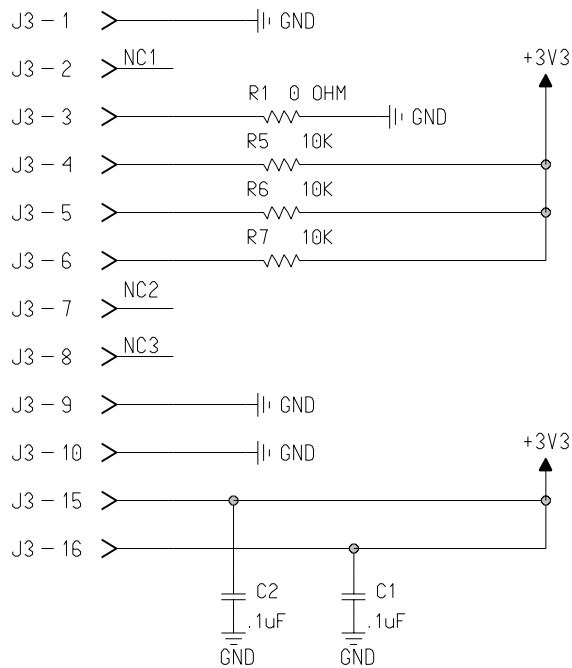 J3-1 GND
J3-2 NC1
+3V3
R1 0 OHM
J3-3 GND
R5 10K
J3-4
R6 10K
J3-5
R7 10K
J3-6
J3-7 NC2
J3-8 NC3
J3-9 GND
J3-10 GND
+3V3
J3-15
J3-16
C2 C1
.1uF .1uF
GND GND